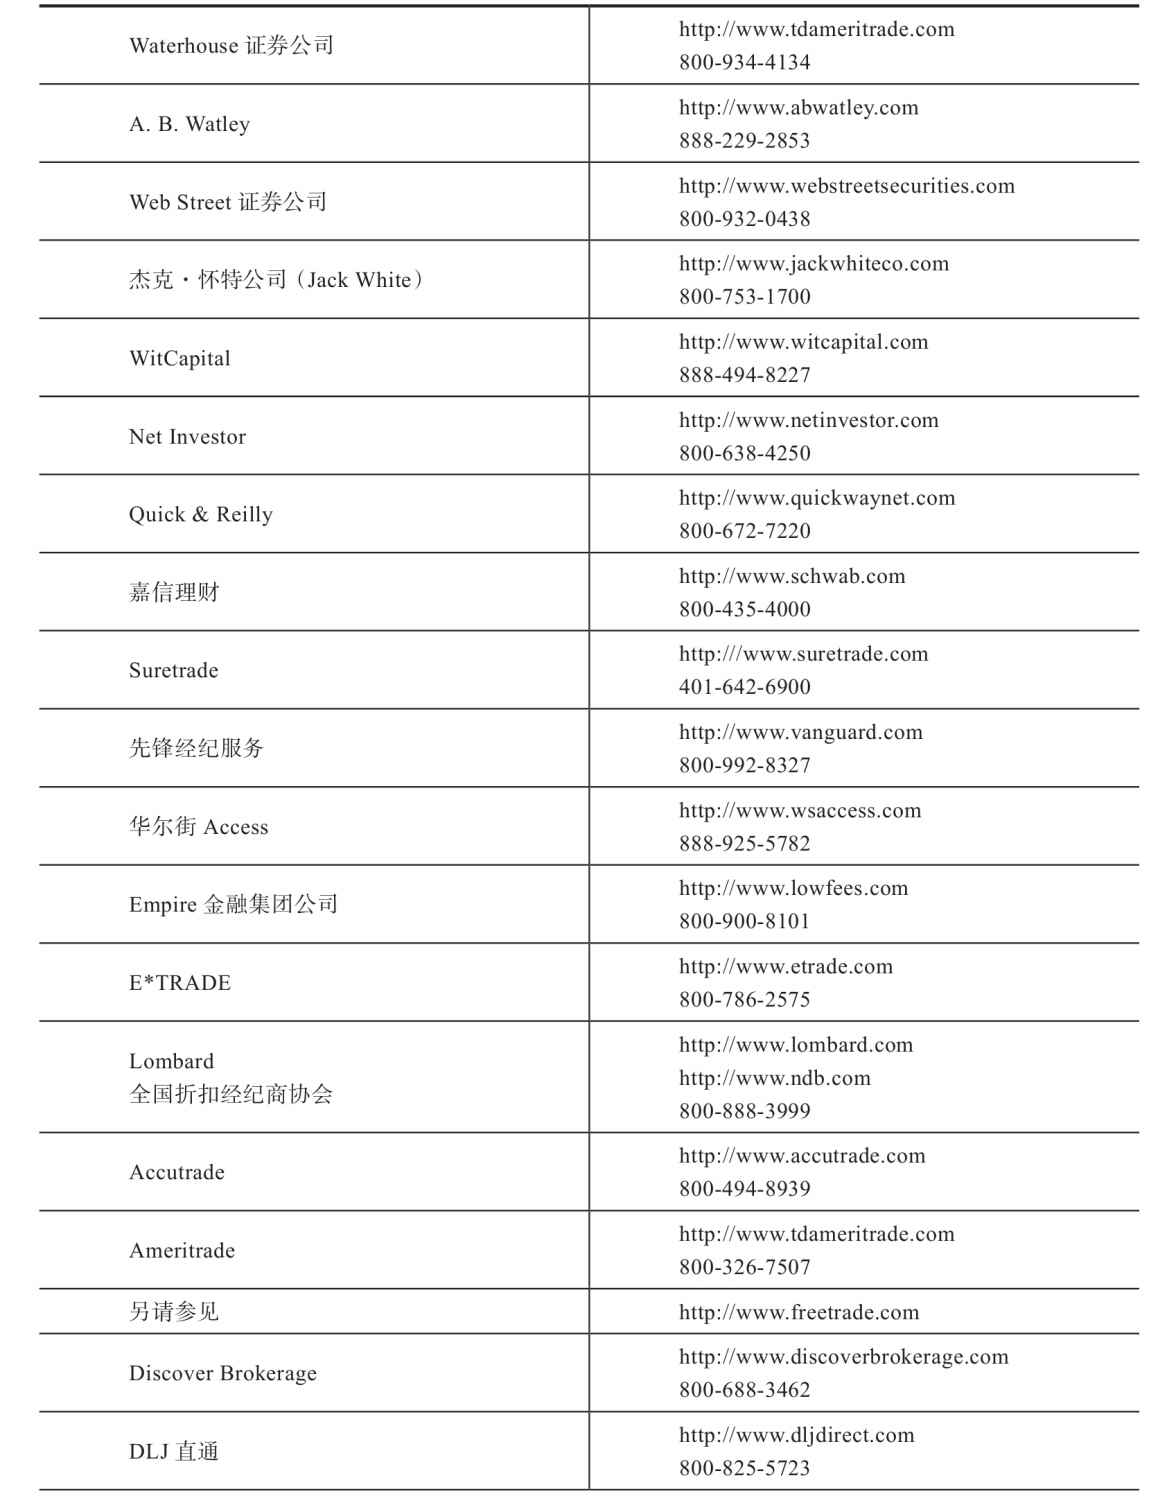 Waterhouse 证券公司
http://www.tdameritrade.com
800-934-4134
A. B. Watley
http://www.abwatley.com
888-229-2853
Web Street 证券公司
http://www.webstreetsecurities.com
800-932-0438
杰克·怀特公司（Jack White）
http://www.jackwhiteco.com
800-753-1700
WitCapital
http://www.witcapital.com
888-494-8227
Net Investor
http://www.netinvestor.com
800-638-4250
Quick & Reilly
http://www.quickwaynet.com
800-672-7220
嘉信理财
http://www.schwab.com
800-435-4000
Suretrade
http:///www.suretrade.com
401-642-6900
先锋经纪服务
http://www.vanguard.com
800-992-8327
华尔街 Access
http://www.wsaccess.com
888-925-5782
Empire 金融集团公司
http://www.lowfees.com
800-900-8101
E*TRADE
http://www.etrade.com
800-786-2575
Lombard
全国折扣经纪商协会
http://www.lombard.com
http://www.ndb.com
800-888-3999
Accutrade
http://www.accutrade.com
800-494-8939
Ameritrade
http://www.tdameritrade.com
800-326-7507
另请参见
http://www.freetrade.com
Discover Brokerage
http://www.discoverbrokerage.com
800-688-3462
DLJ 直通
http://www.dljdirect.com
800-825-5723